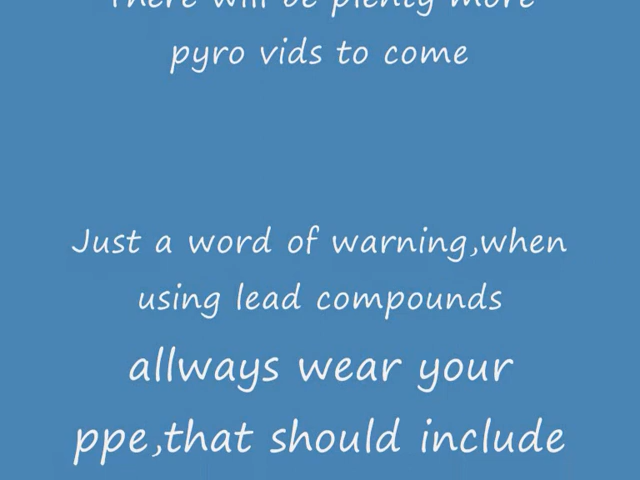 There will be plenty more
pyro vids to come
Just a word of warning,when
using lead compounds
allways wear your
ppe,that should include